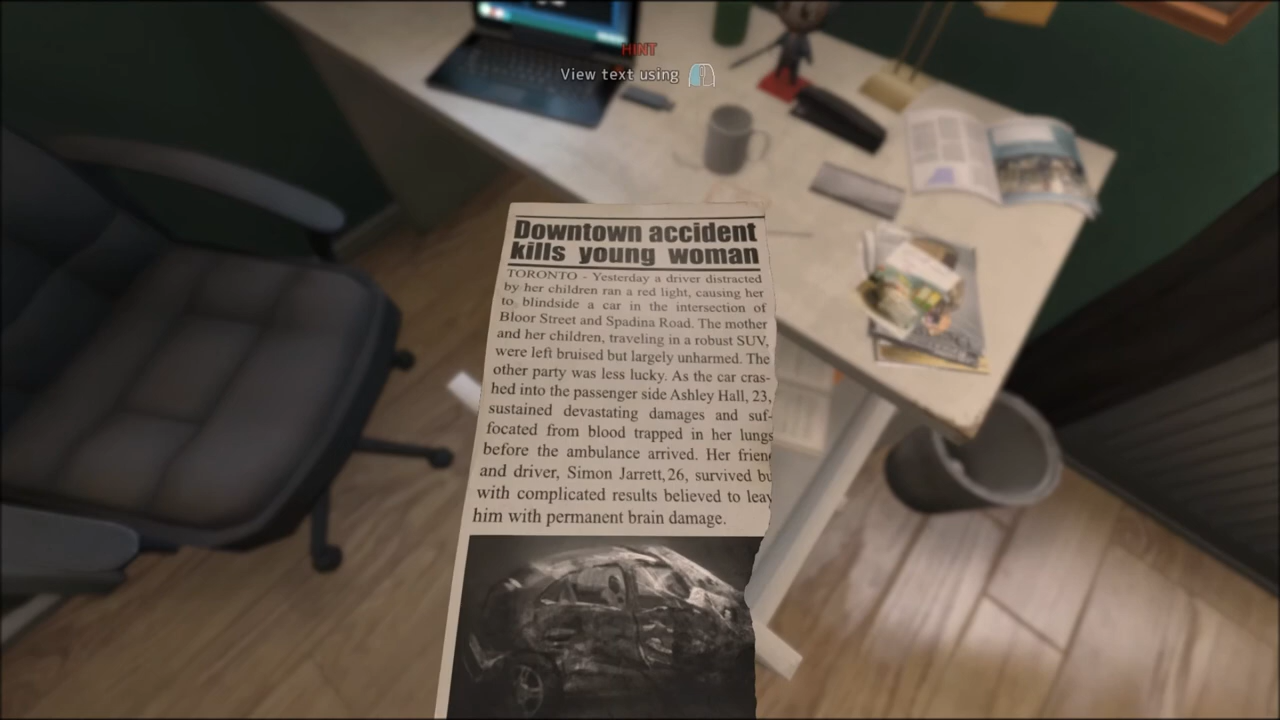 HINT
View text using
Downtown accident
kills young woman
TORONTO - Yesterday a driver distracted
by her children ran a red light, causing her
to blindside a car in the intersection of
Bloor Street and Spadina Road. The mother
and her children, traveling in a robust SUV,
were left bruised but largely unharmed. The
other party was less lucky. As the car cras-
hed into the passenger side Ashley Hall, 23,
sustained devastating damages and suf-
focated from blood trapped in her lungs
before the ambulance arrived. Her frien
and driver, Simon Jarrett,26, survived bu
with complicated results believed to leav
him with permanent brain damage.